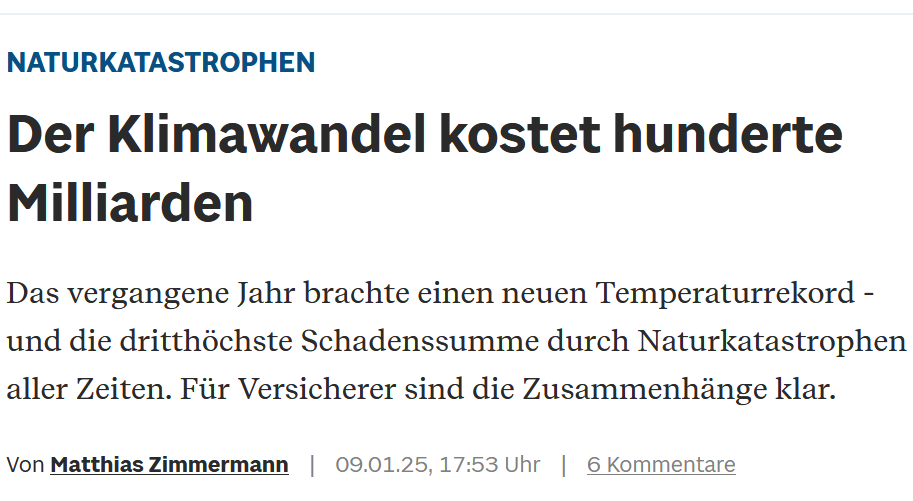 NATURKATASTROPHEN
Der Klimawandel kostet hunderte
Milliarden
Das vergangene Jahr brachte einen neuen Temperaturrekord -
und die dritthöchste Schadenssumme durch Naturkatastrophen
aller Zeiten. Für Versicherer sind die Zusammenhänge klar.
Von Matthias Zimmermann | 09.01.25, 17:53 Uhr | 6 Kommentare